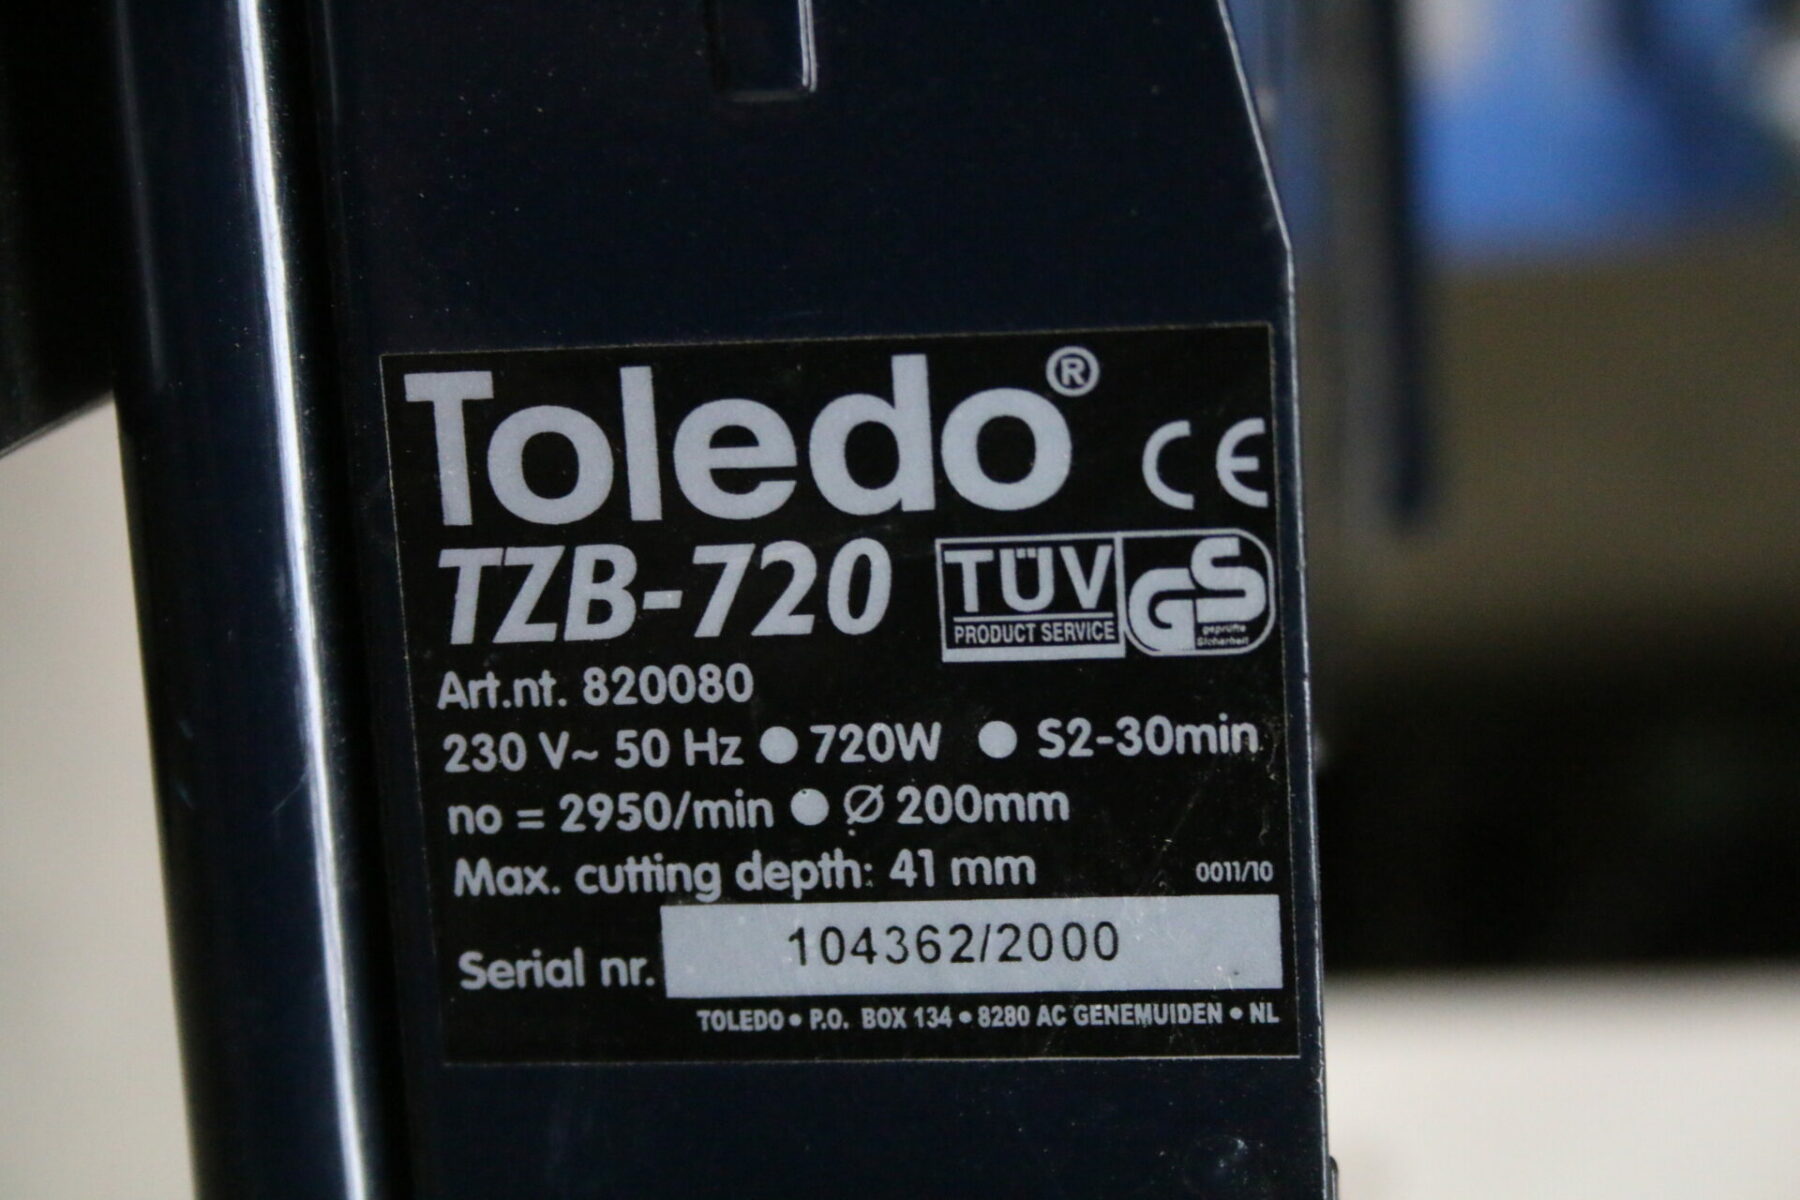 Toledo®
CE
TZB-720
TÜV
PRODUCT SERVICE
GS
geprüfte
Sicherheit
Art.nt. 820080
230 V~ 50 Hz ● 720W ● S2-30min
no = 2950/min ● Ø 200mm
Max. cutting depth: 41 mm
0011/10
Serial nr. 104362/2000
TOLEDO • P.O. BOX 134 • 8280 AC GENEMUIDEN • NL